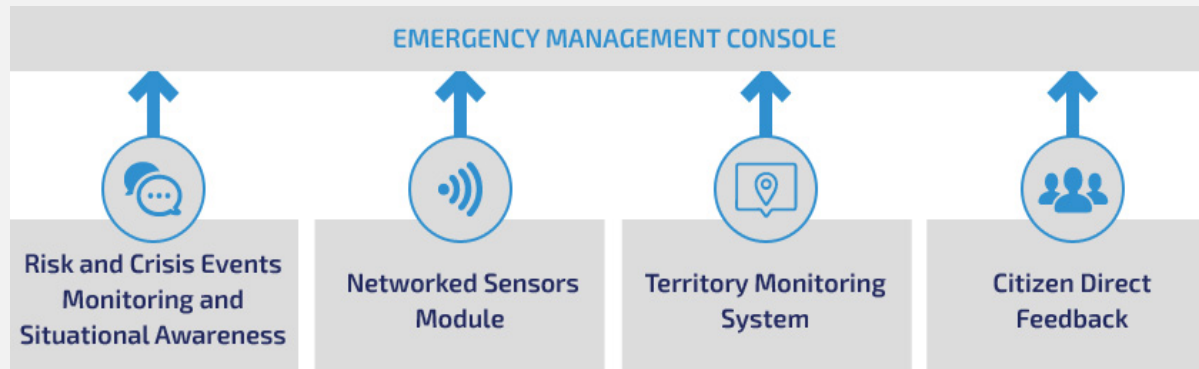 EMERGENCY MANAGEMENT CONSOLE
Risk and Crisis Events
Monitoring and
Situational Awareness
Networked Sensors
Module
Territory Monitoring
System
Citizen Direct
Feedback